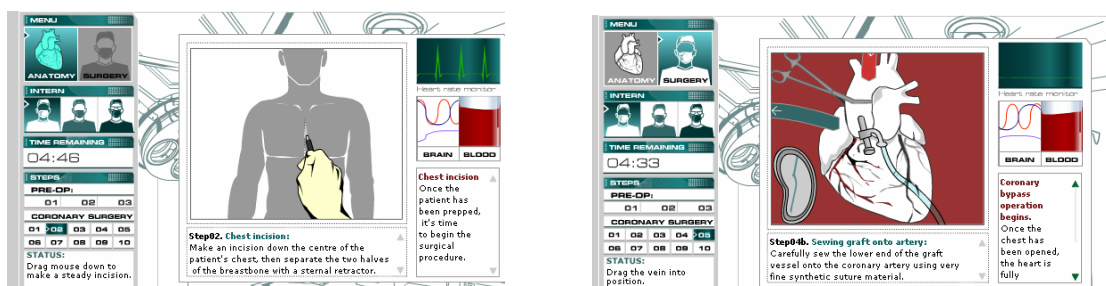 MENU
ANATOMY SURGERY
INTERN
TIME REMAINING
04:46
STEPS
PRE-OP:
01 02 03
CORONARY SURGERY
01 02 03 04 05
06 07 08 09 10
STATUS:
Drag mouse down to
make a steady incision.
Step02. Chest incision:
Make an incision down the centre of the
patient's chest, then separate the two halves
of the breastbone with a sternal retractor.
Heart rate monitor
BRAIN BLOOD
Chest incision
Once the
patient has
been prepped,
it's time
to begin the
surgical
procedure.
MENU
ANATOMY SURGERY
INTERN
TIME REMAINING
04:33
STEPS
PRE-OP:
01 02 03
CORONARY SURGERY
01 02 03 04 05
06 07 08 09 10
STATUS:
Drag the vein into
position.
Step04b. Sewing graft onto artery:
Carefully sew the lower end of the graft
vessel onto the coronary artery using very
fine synthetic suture material.
Heart rate monitor
BRAIN BLOOD
Coronary
bypass
operation
begins.
Once the
chest has
been opened,
the heart is
fully